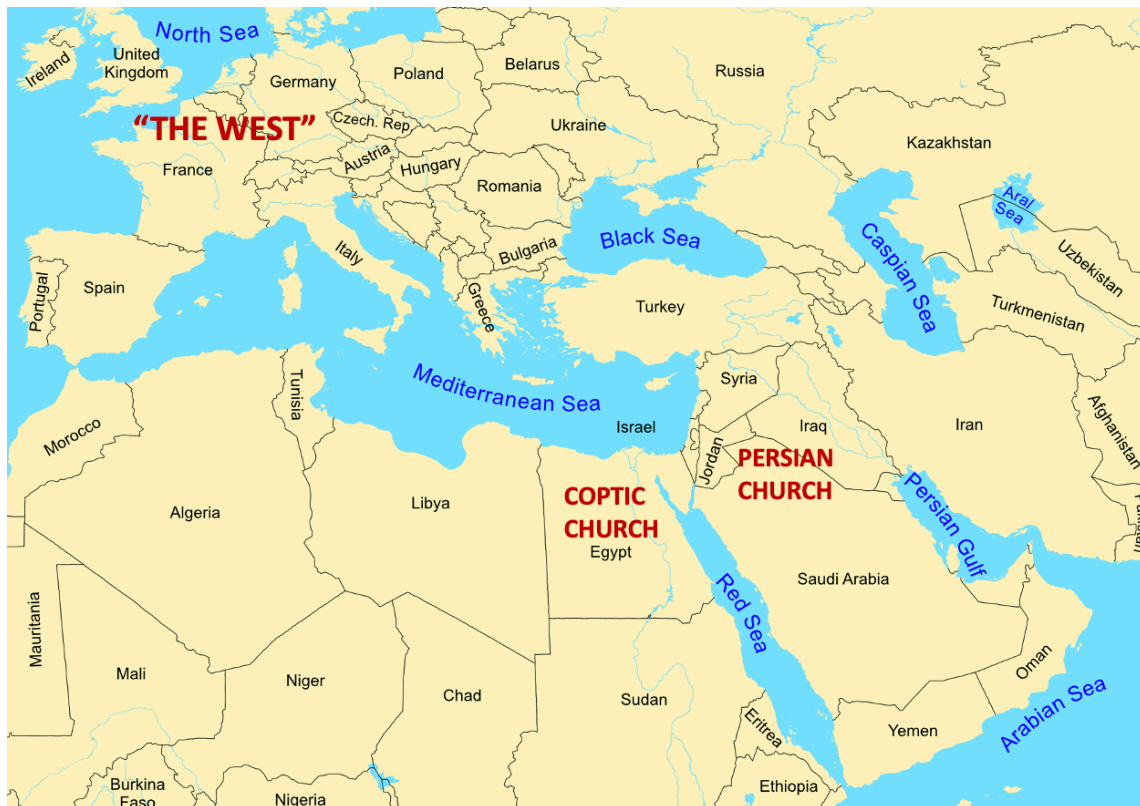 North Sea
Ireland
United
Kingdom
Germany
Poland
Belarus
Russia
“THE WEST”
Czech. Rep.
Ukraine
Kazakhstan
France
Austria
Hungary
Romania
Aral
Sea
Black Sea
Caspian Sea
Uzbekistan
Italy
Bulgaria
Portugal
Spain
Greece
Turkey
Turkmenistan
Mediterranean Sea
Tunisia
Syria
Afghanistan
Morocco
Israel
Jordan
Iraq
Iran
PERSIAN
CHURCH
COPTIC
CHURCH
Egypt
Algeria
Libya
Persian Gulf
Saudi Arabia
Red Sea
Mauritania
Mali
Niger
Chad
Sudan
Oman
Arabian Sea
Eritrea
Yemen
Burkina
Faso
Nigeria
Ethiopia